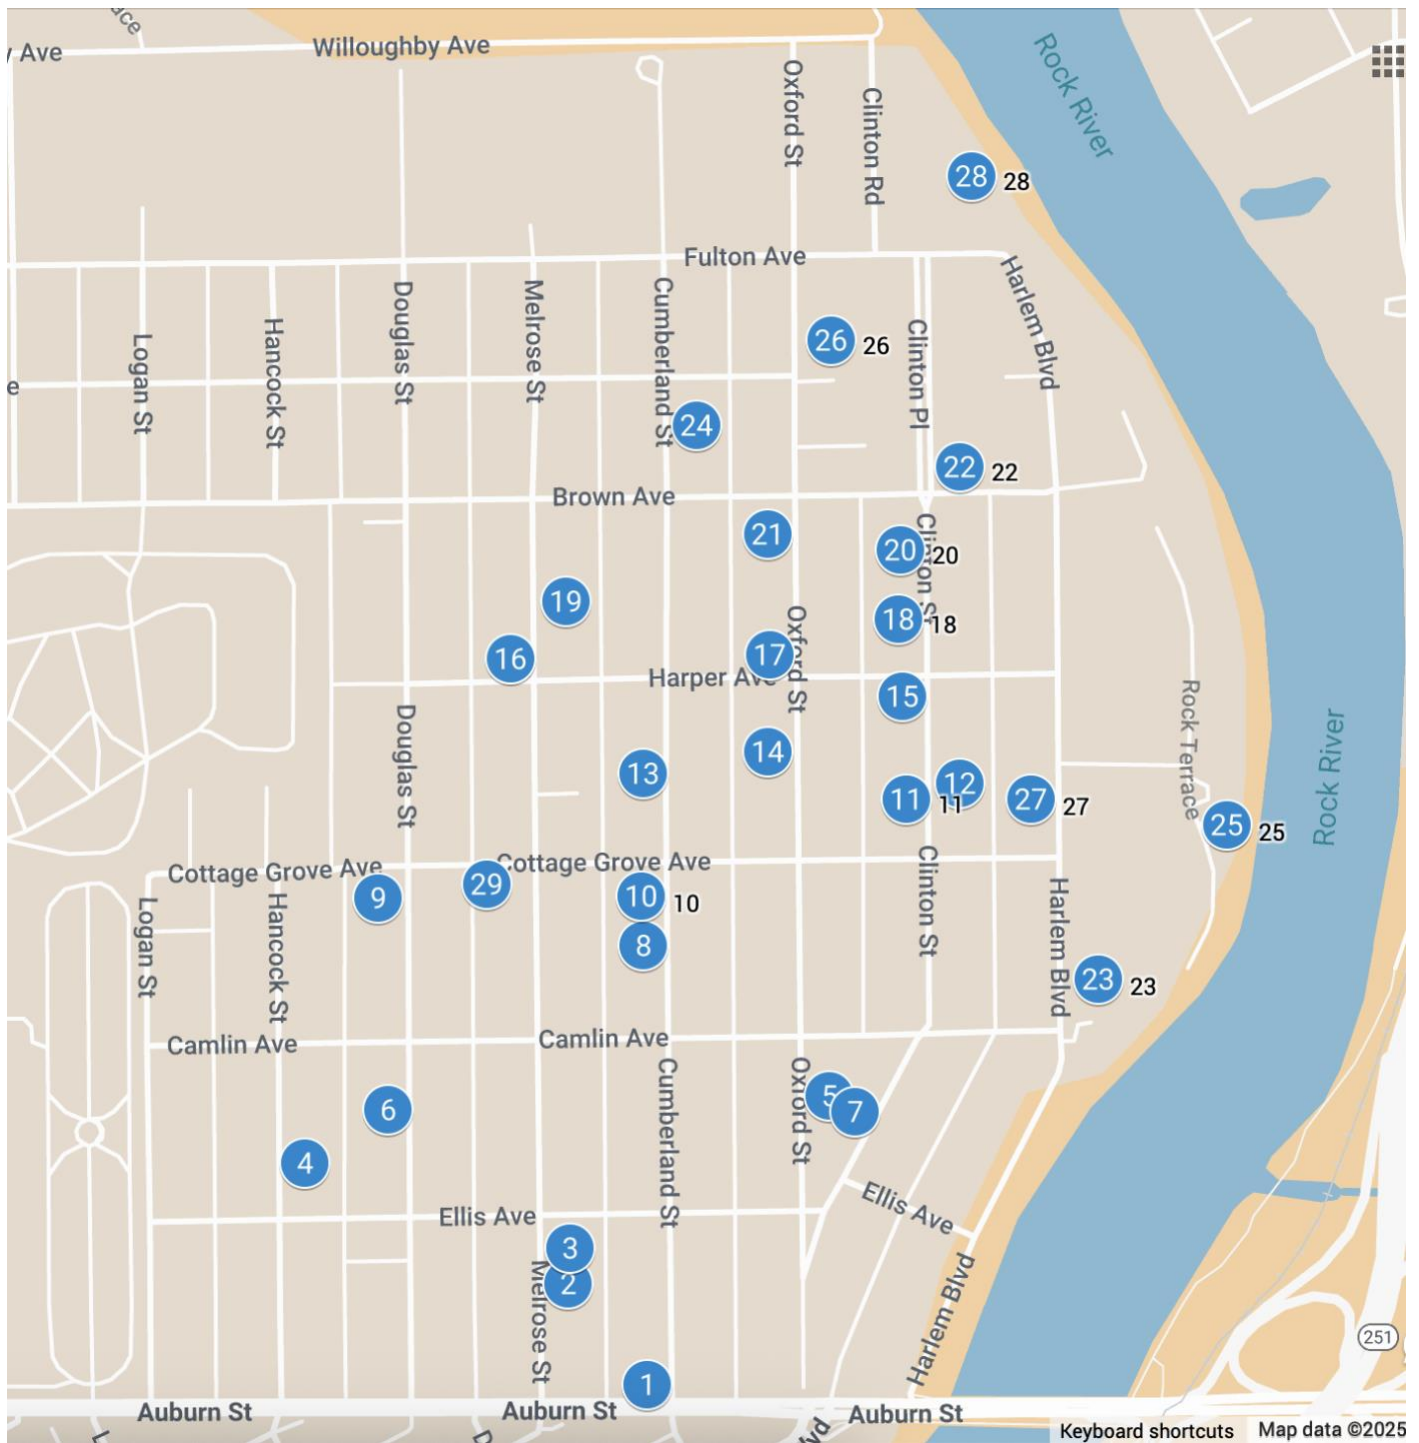 ace
Ave
Willoughby Ave
Rock River
Oxford St
Clinton Rd
28 28
Fulton Ave
Harlem Blvd
Logan St
Hancock St
Douglas St
Melrose St
Cumberland St
Clinton Pl
26 26
e
24
22 22
Brown Ave
21
20 20
Clinton St
19
18 18
Oxford St
16
17
Harper Ave
15
Rock Terrace
Rock River
Douglas St
14
13
12
11 11
27 27
25 25
Cottage Grove Ave
Cottage Grove Ave
29
9
10 10
Clinton St
Harlem Blvd
Logan St
Hancock St
8
23 23
Camlin Ave
Camlin Ave
Cumberland St
Oxford St
5
7
6
4
Ellis Ave
Ellis Ave
3
2
Melrose St
Harlem Blvd
251
1
Auburn St
Auburn St
Auburn St
D
lvd
Keyboard shortcuts
Map data ©2025